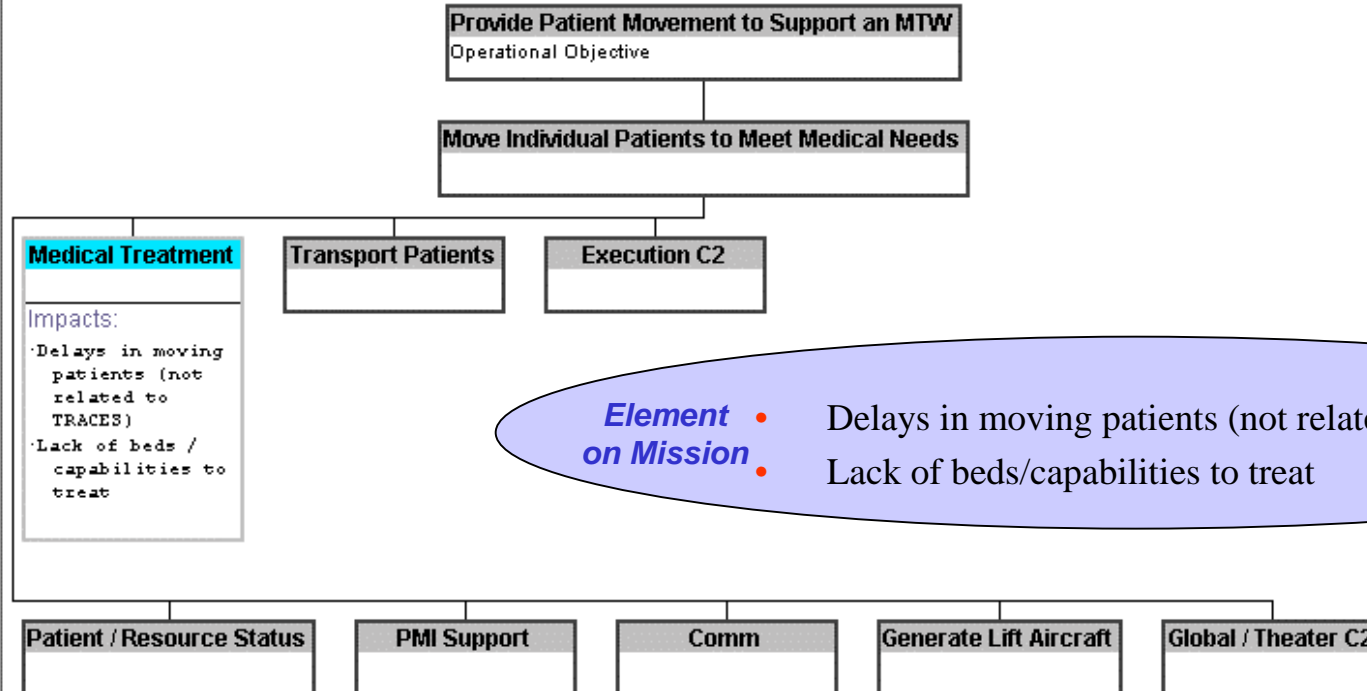 Provide Patient Movement to Support an MTW
Operational Objective
Move Individual Patients to Meet Medical Needs
Medical Treatment
Transport Patients
Execution C2
Impacts:
·Delays in moving
patients (not
related to
TRACES)
·Lack of beds /
capabilities to
treat
Element
on Mission
• Delays in moving patients (not relate
• Lack of beds/capabilities to treat
Patient / Resource Status
PMI Support
Comm
Generate Lift Aircraft
Global / Theater C2